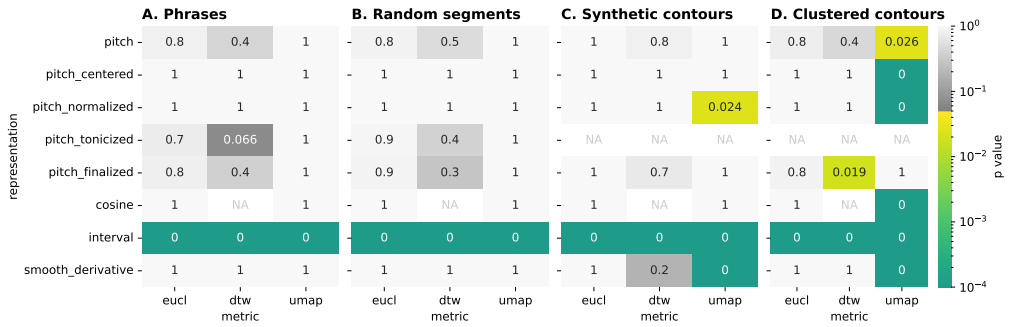 A. Phrases B. Random segments C. Synthetic contours D. Clustered contours
pitch 0.8 0.4 1 0.8 0.5 1 1 0.8 1 0.8 0.4 0.026
pitch_centered 1 1 1 1 1 1 1 1 1 1 1 0
pitch_normalized 1 1 1 1 1 1 1 1 0.024 1 1 0
pitch_tonicized 0.7 0.066 1 0.9 0.4 1 NA NA NA NA NA NA
pitch_finalized 0.8 0.4 1 0.9 0.3 1 1 0.7 1 0.8 0.019 1
cosine 1 NA 1 1 NA 1 1 NA 1 1 NA 0
interval 0 0 0 0 0 0 0 0 0 0 0 0
smooth_derivative 1 1 1 1 1 1 1 0.2 0 1 1 0
eucl dtw umap eucl dtw umap eucl dtw umap eucl dtw umap
metric metric metric metric
representation
10^0
10^-1
10^-2
10^-3
10^-4
p value